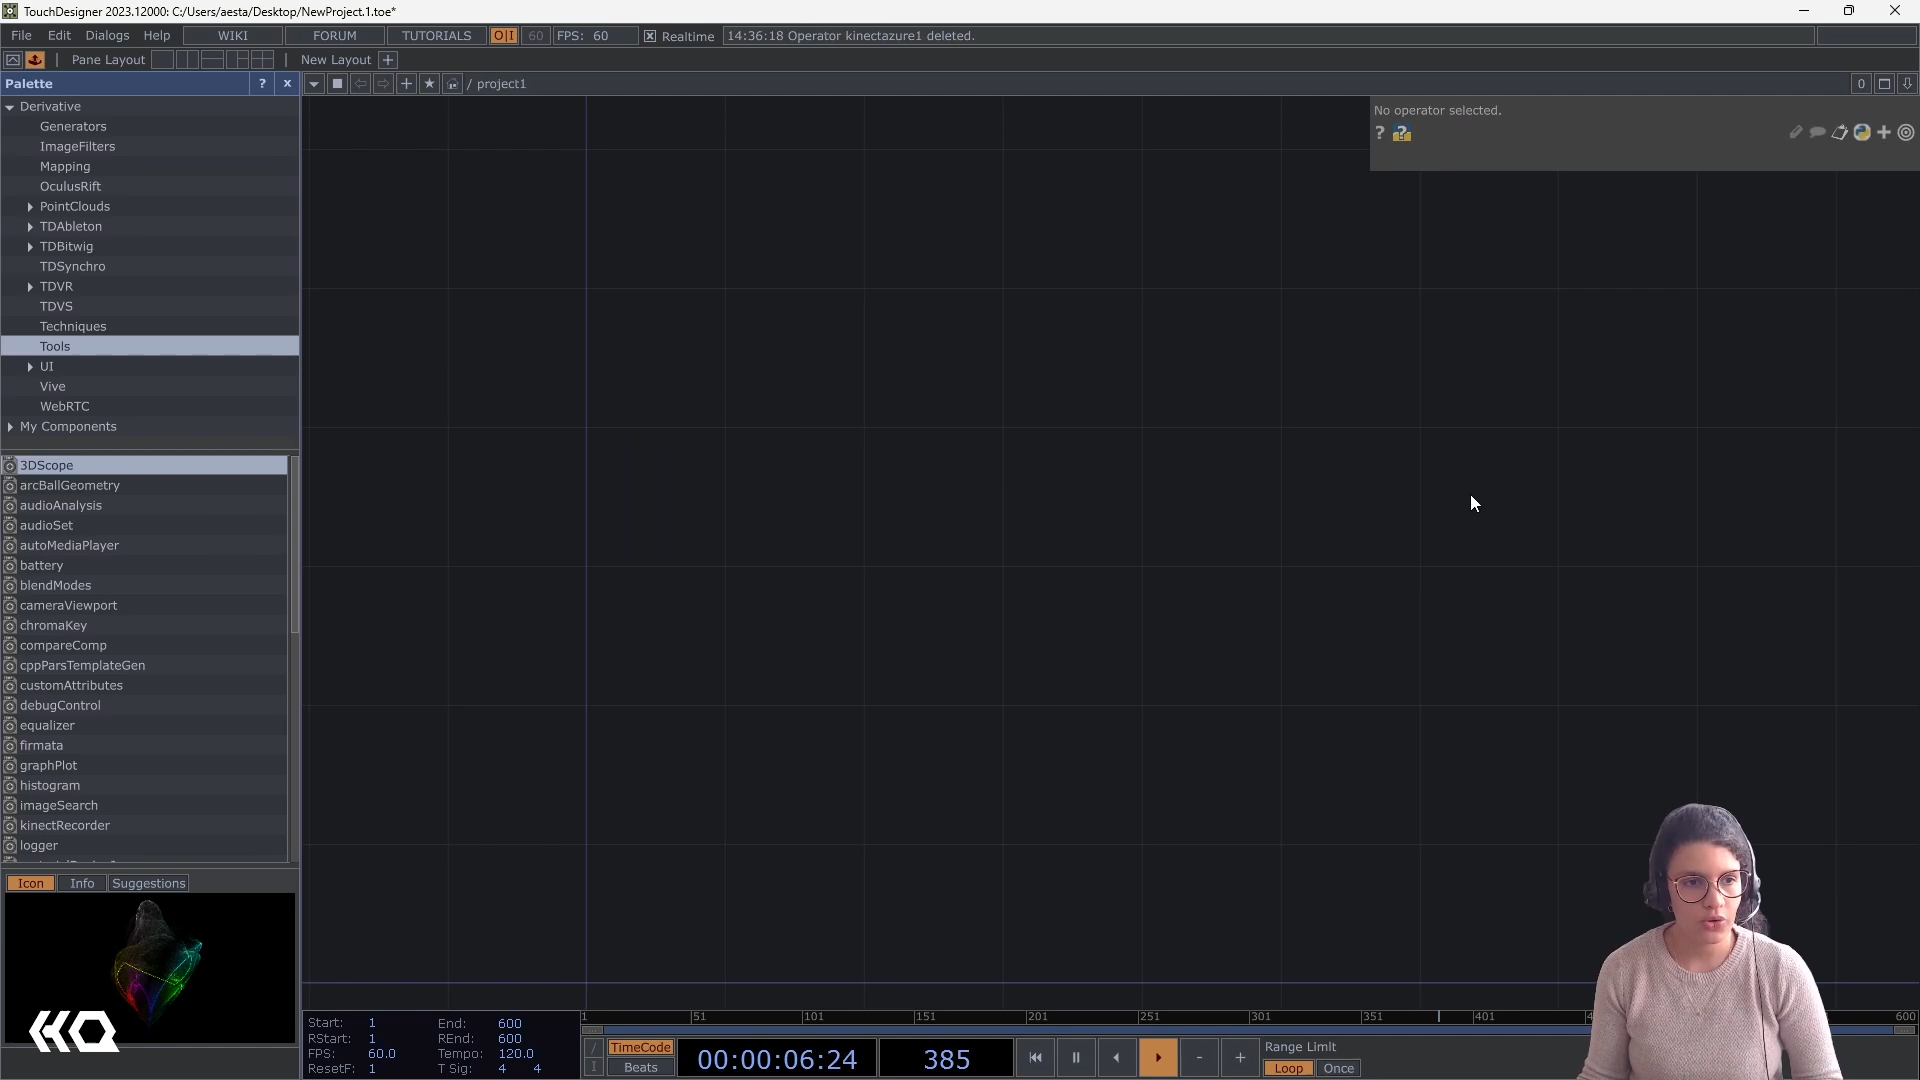 TouchDesigner 2023.12000: C:/Users/aesta/Desktop/NewProject.1.toe*
File Edit Dialogs Help WIKI FORUM TUTORIALS O|I 60 FPS: 60 Realtime 14:36:18 Operator kinectazure1 deleted.
Pane Layout New Layout +
Palette ? x / project1 0
Derivative
Generators
ImageFilters
Mapping
OculusRift
PointClouds
TDAbleton
TDBitwig
TDSynchro
TDVR
TDVS
Techniques
Tools
UI
Vive
WebRTC
My Components
3DScope
arcBallGeometry
audioAnalysis
audioSet
autoMediaPlayer
battery
blendModes
cameraViewport
chromaKey
compareComp
cppParsTemplateGen
customAttributes
debugControl
equalizer
firmata
graphPlot
histogram
imageSearch
kinectRecorder
logger
Icon Info Suggestions
HQ
No operator selected.
? ?
Start: 1 End: 600
RStart: 1 REnd: 600
FPS: 60.0 Tempo: 120.0
ResetF: 1 T Sig: 4 4
1 51 101 151 201 251 301 351 401 600
TimeCode
Beats
00:00:06:24 385
- +
Range Limit
Loop Once